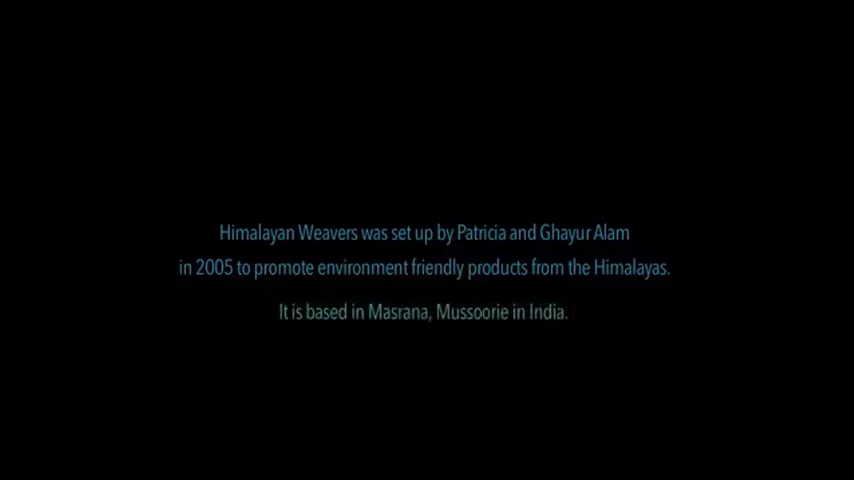 Himalayan Weavers was set up by Patricia and Ghayur Alam
in 2005 to promote environment friendly products from the Himalayas.
It is based in Masrana, Mussoorie in India.